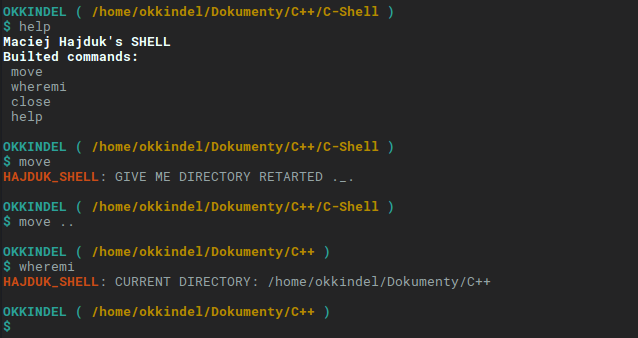 OKKINDEL ( /home/okkindel/Dokumenty/C++/C-Shell )
$ help
Maciej Hajduk's SHELL
Builted commands:
move
wheremi
close
help
OKKINDEL ( /home/okkindel/Dokumenty/C++/C-Shell )
$ move
HAJDUK_SHELL: GIVE ME DIRECTORY RETARTED ._.
OKKINDEL ( /home/okkindel/Dokumenty/C++/C-Shell )
$ move ..
OKKINDEL ( /home/okkindel/Dokumenty/C++ )
$ wheremi
HAJDUK_SHELL: CURRENT DIRECTORY: /home/okkindel/Dokumenty/C++
OKKINDEL ( /home/okkindel/Dokumenty/C++ )
$